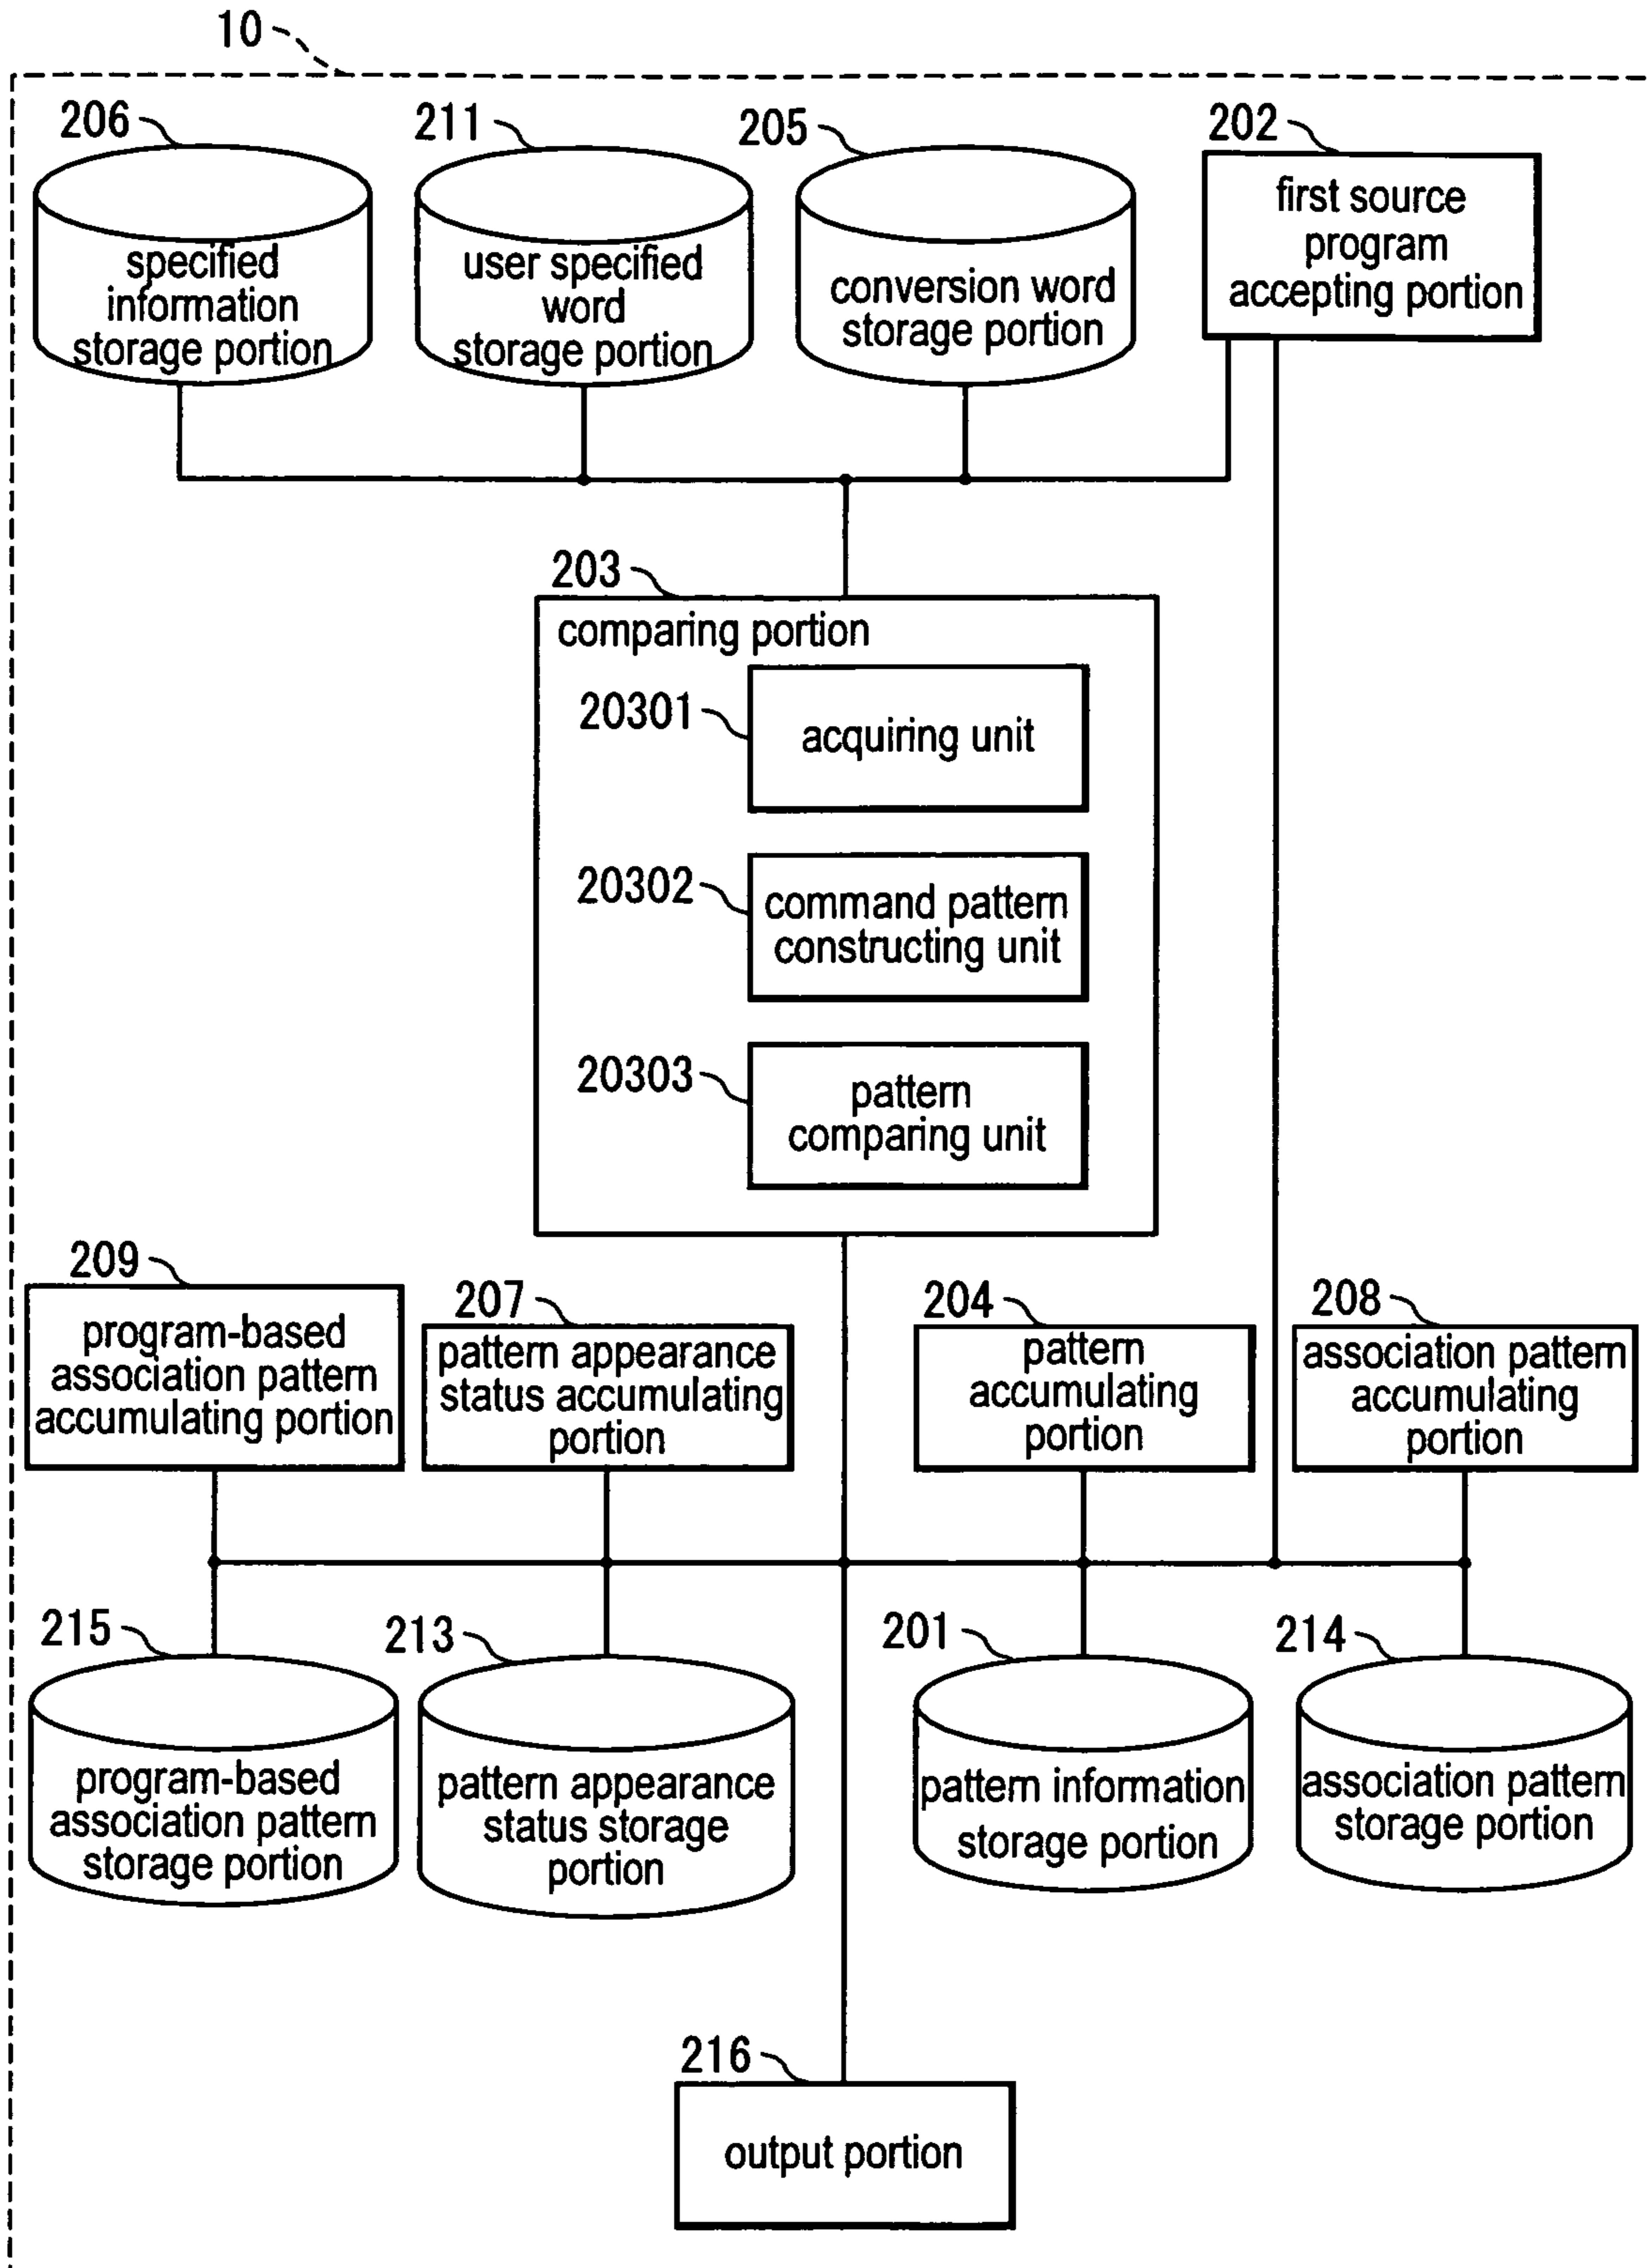 10
206
211
205
202
specified
information
storage portion
user specified
word
storage portion
conversion word
storage portion
first source
program
accepting portion
203
comparing portion
20301
acquiring unit
20302
command pattern
constructing unit
20303
pattern
comparing unit
209
program-based
association pattern
accumulating portion
207
pattern appearance
status accumulating
portion
204
pattern
accumulating
portion
208
association pattern
accumulating
portion
215
program-based
association pattern
storage portion
213
pattern appearance
status storage
portion
201
pattern information
storage portion
214
association pattern
storage portion
216
output portion